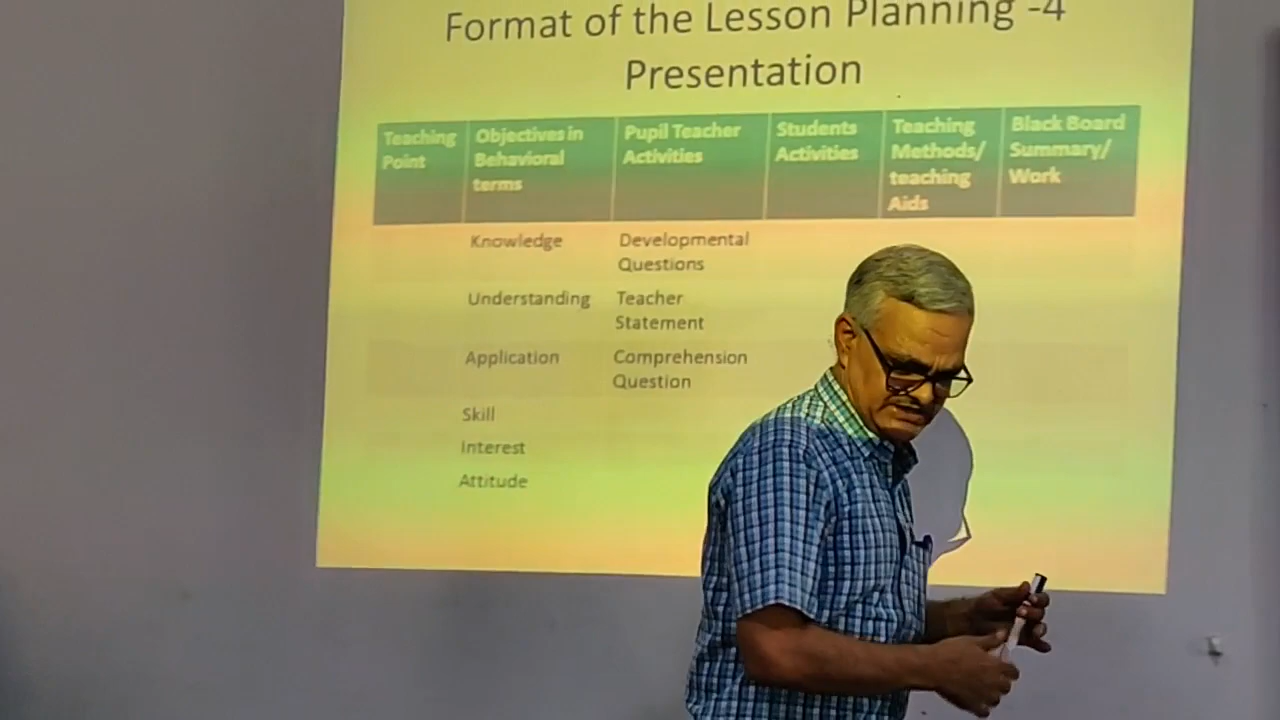 Format of the Lesson Planning -4
Presentation
Teaching
Point
Objectives in
Behavioral
terms
Pupil Teacher
Activities
Students
Activities
Teaching
Methods/
teaching
Aids
Black Board
Summary/
Work
Knowledge
Developmental
Questions
Understanding
Teacher
Statement
Application
Comprehension
Question
Skill
Interest
Attitude